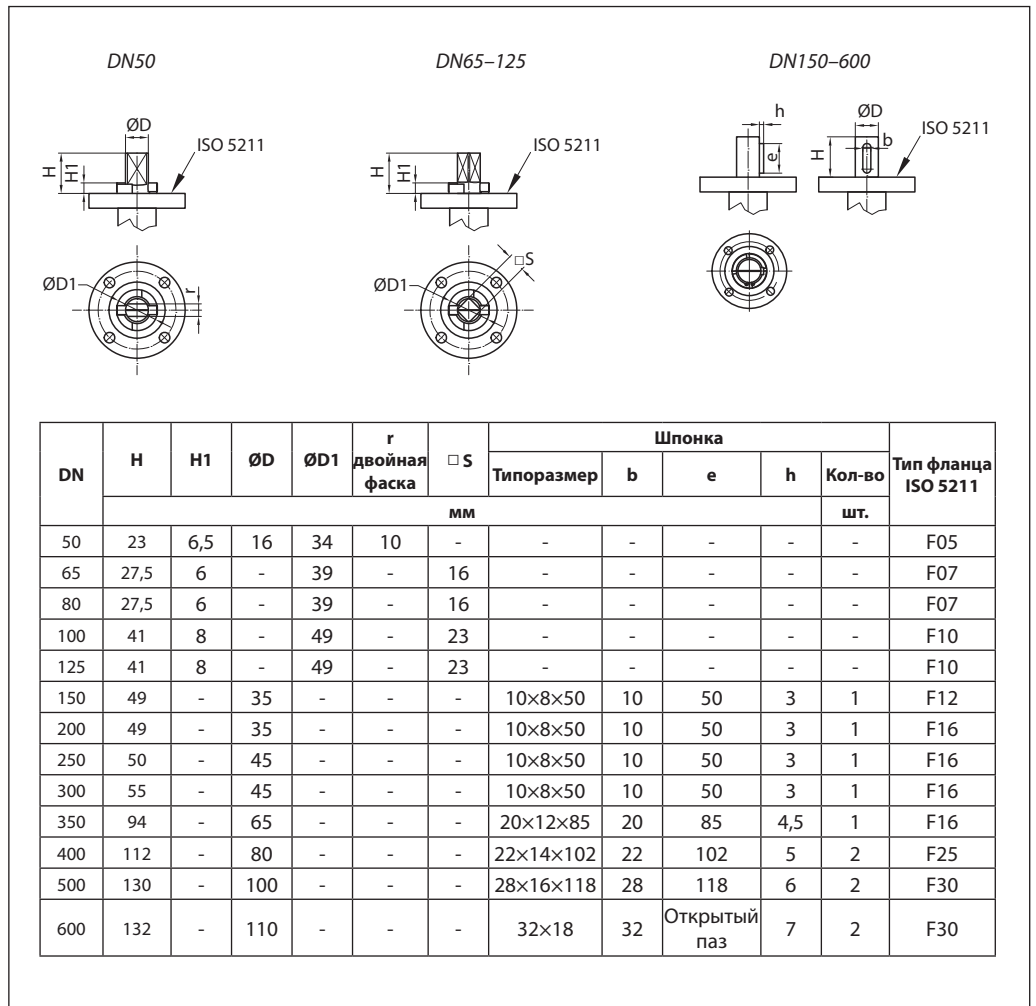 DN50 DN65–125 DN150–600
ØD h ØD
ISO 5211 ISO 5211 ISO 5211
H H1 H H1 e H b
□S
ØD1 r ØD1
DN H H1 ØD ØD1 r двойная фаска □ S Шпонка Тип фланца ISO 5211
Типоразмер b e h Кол-во
мм шт.
50 23 6,5 16 34 10 - - - - - - F05
65 27,5 6 - 39 - 16 - - - - - F07
80 27,5 6 - 39 - 16 - - - - - F07
100 41 8 - 49 - 23 - - - - - F10
125 41 8 - 49 - 23 - - - - - F10
150 49 - 35 - - - 10×8×50 10 50 3 1 F12
200 49 - 35 - - - 10×8×50 10 50 3 1 F16
250 50 - 45 - - - 10×8×50 10 50 3 1 F16
300 55 - 45 - - - 10×8×50 10 50 3 1 F16
350 94 - 65 - - - 20×12×85 20 85 4,5 1 F16
400 112 - 80 - - - 22×14×102 22 102 5 2 F25
500 130 - 100 - - - 28×16×118 28 118 6 2 F30
600 132 - 110 - - - 32×18 32 Открытый паз 7 2 F30